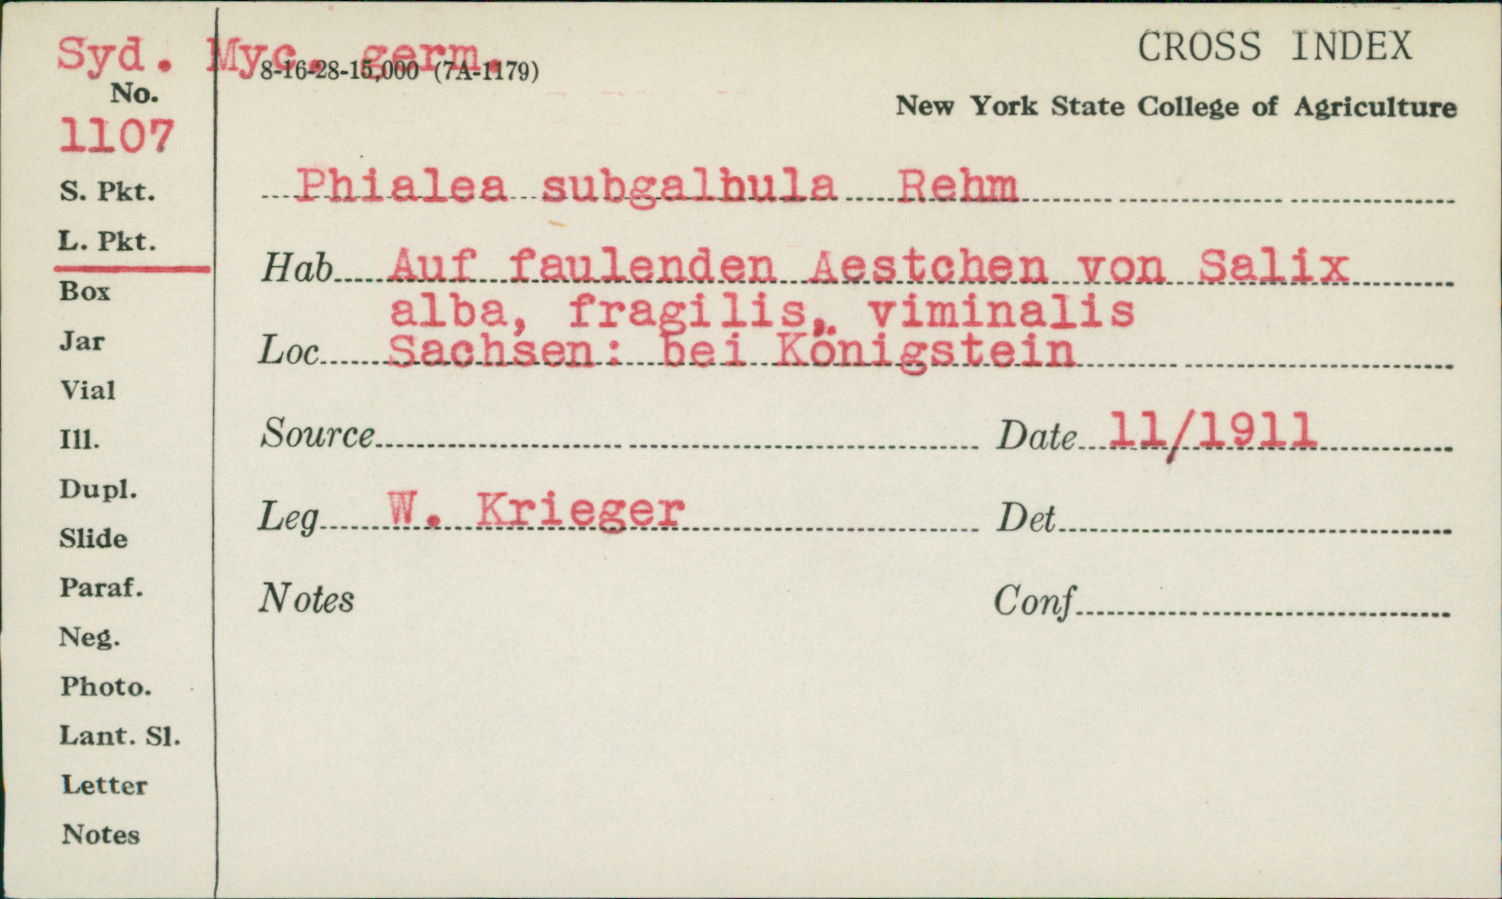 Syd. Myc. germ.
8-16-28-15,000 (7A-1179)
CROSS INDEX
New York State College of Agriculture
No.
1107
S. Pkt.
L. Pkt.
Box
Jar
Vial
Ill.
Dupl.
Slide
Paraf.
Neg.
Photo.
Lant. Sl.
Letter
Notes
Phialea subgalbula Rehm
Hab. Auf faulenden Aestchen von Salix
alba, fragilis, viminalis
Loc. Sachsen: bei Königstein
Source
Date 11/1911
Leg. W. Krieger
Det.
Notes
Conf.